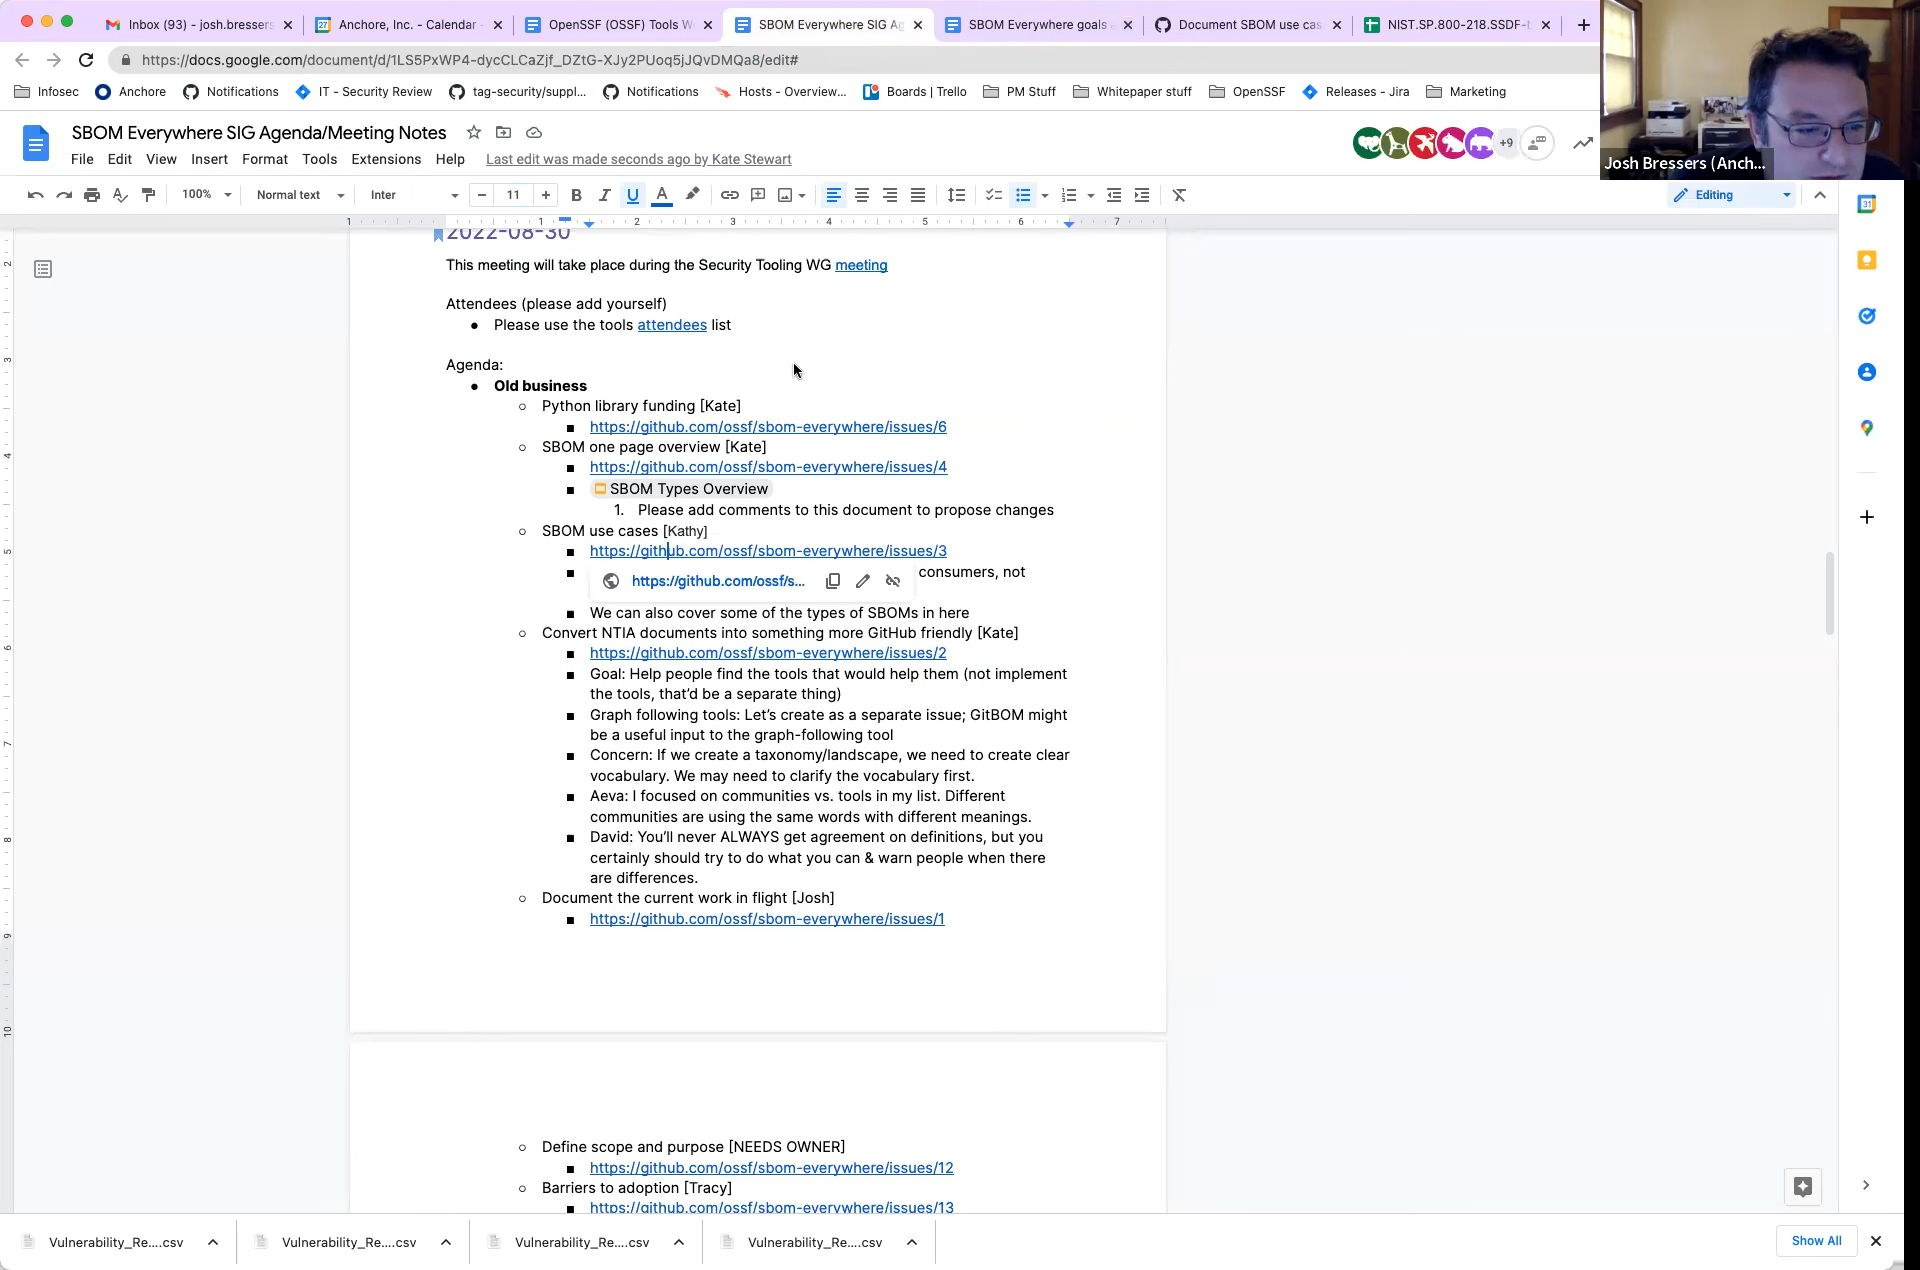 Inbox (93) - josh.bressers
Anchore, Inc. - Calendar -
OpenSSF (OSSF) Tools W
SBOM Everywhere SIG Ag
SBOM Everywhere goals a
Document SBOM use cas
NIST.SP.800-218.SSDF-t
https://docs.google.com/document/d/1LS5PxWP4-dycCLCaZjf_DZtG-XJy2PUoq5jJQvDMQa8/edit#
Infosec
Anchore
Notifications
IT - Security Review
tag-security/suppl...
Notifications
Hosts - Overview...
Boards | Trello
PM Stuff
Whitepaper stuff
OpenSSF
Releases - Jira
Marketing
SBOM Everywhere SIG Agenda/Meeting Notes
+9
Josh Bressers (Anch...
File Edit View Insert Format Tools Extensions Help Last edit was made seconds ago by Kate Stewart
100% Normal text Inter 11 Editing
1 1 2 3 4 5 6 7
2022-08-30
This meeting will take place during the Security Tooling WG meeting
Attendees (please add yourself)
● Please use the tools attendees list
Agenda:
● Old business
○ Python library funding [Kate]
■ https://github.com/ossf/sbom-everywhere/issues/6
○ SBOM one page overview [Kate]
■ https://github.com/ossf/sbom-everywhere/issues/4
■ SBOM Types Overview
1. Please add comments to this document to propose changes
○ SBOM use cases [Kathy]
■ https://github.com/ossf/sbom-everywhere/issues/3
■ consumers, not
https://github.com/ossf/s...
■ We can also cover some of the types of SBOMs in here
○ Convert NTIA documents into something more GitHub friendly [Kate]
■ https://github.com/ossf/sbom-everywhere/issues/2
■ Goal: Help people find the tools that would help them (not implement
the tools, that'd be a separate thing)
■ Graph following tools: Let's create as a separate issue; GitBOM might
be a useful input to the graph-following tool
■ Concern: If we create a taxonomy/landscape, we need to create clear
vocabulary. We may need to clarify the vocabulary first.
■ Aeva: I focused on communities vs. tools in my list. Different
communities are using the same words with different meanings.
■ David: You'll never ALWAYS get agreement on definitions, but you
certainly should try to do what you can & warn people when there
are differences.
○ Document the current work in flight [Josh]
■ https://github.com/ossf/sbom-everywhere/issues/1
○ Define scope and purpose [NEEDS OWNER]
■ https://github.com/ossf/sbom-everywhere/issues/12
○ Barriers to adoption [Tracy]
■ https://github.com/ossf/sbom-everywhere/issues/13
Vulnerability_Re....csv
Vulnerability_Re....csv
Vulnerability_Re....csv
Vulnerability_Re....csv
Show All